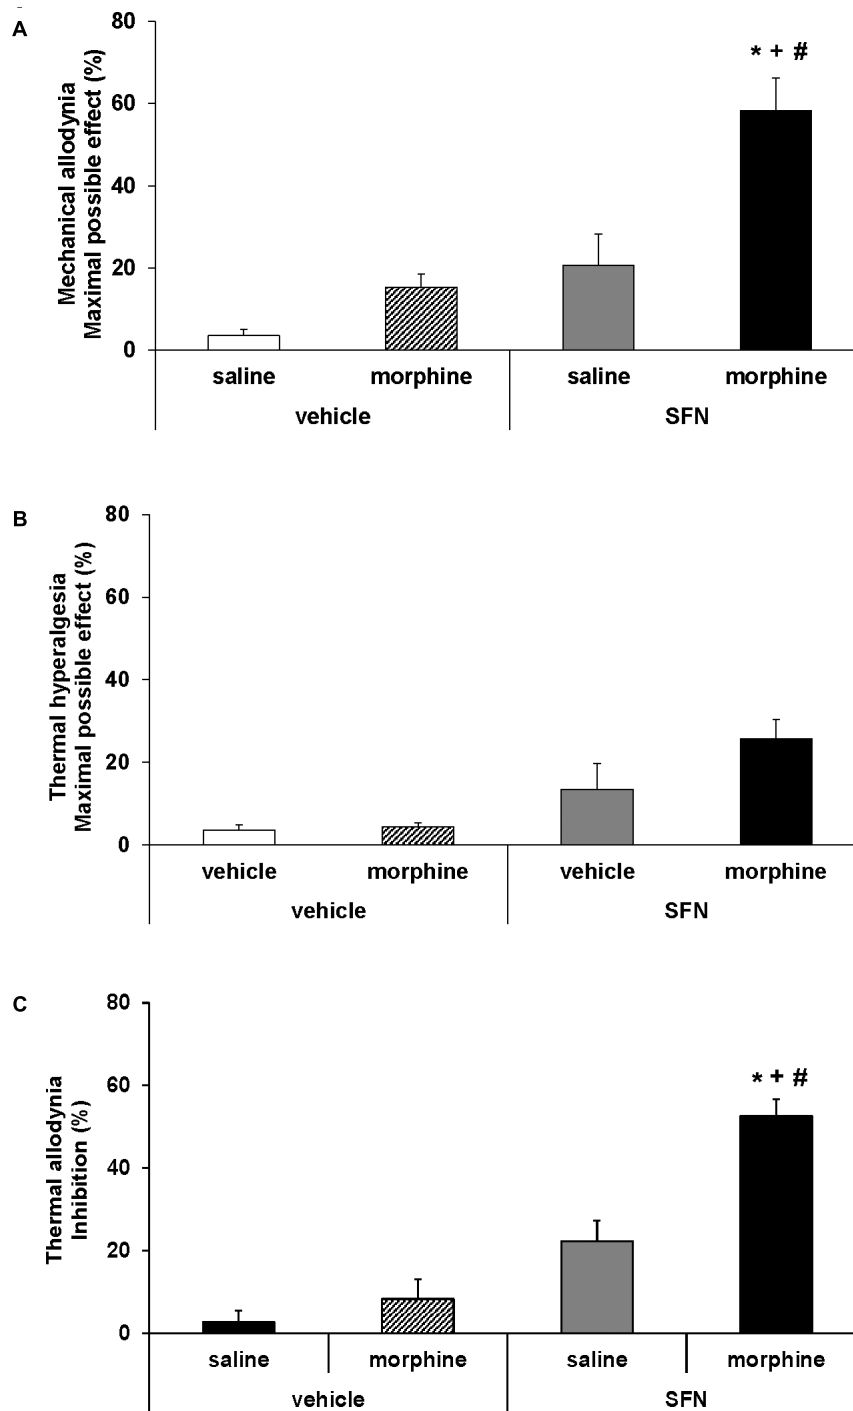 A
Mechanical allodynia
Maximal possible effect (%)
80
60
40
20
0
* + #
saline morphine saline morphine
vehicle SFN
B
Thermal hyperalgesia
Maximal possible effect (%)
80
60
40
20
0
vehicle morphine vehicle morphine
vehicle SFN
C
Thermal allodynia
Inhibition (%)
80
60
40
20
0
* + #
saline morphine saline morphine
vehicle SFN